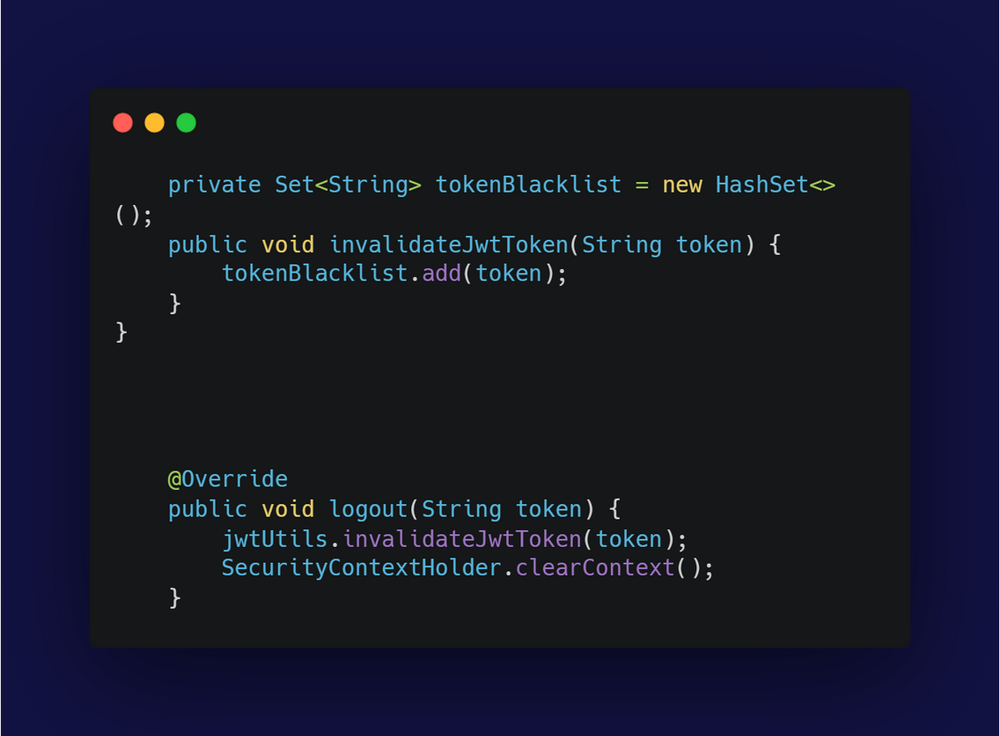 private Set<String> tokenBlacklist = new HashSet<>
();
    public void invalidateJwtToken(String token) {
        tokenBlacklist.add(token);
    }
}
    @Override
    public void logout(String token) {
        jwtUtils.invalidateJwtToken(token);
        SecurityContextHolder.clearContext();
    }